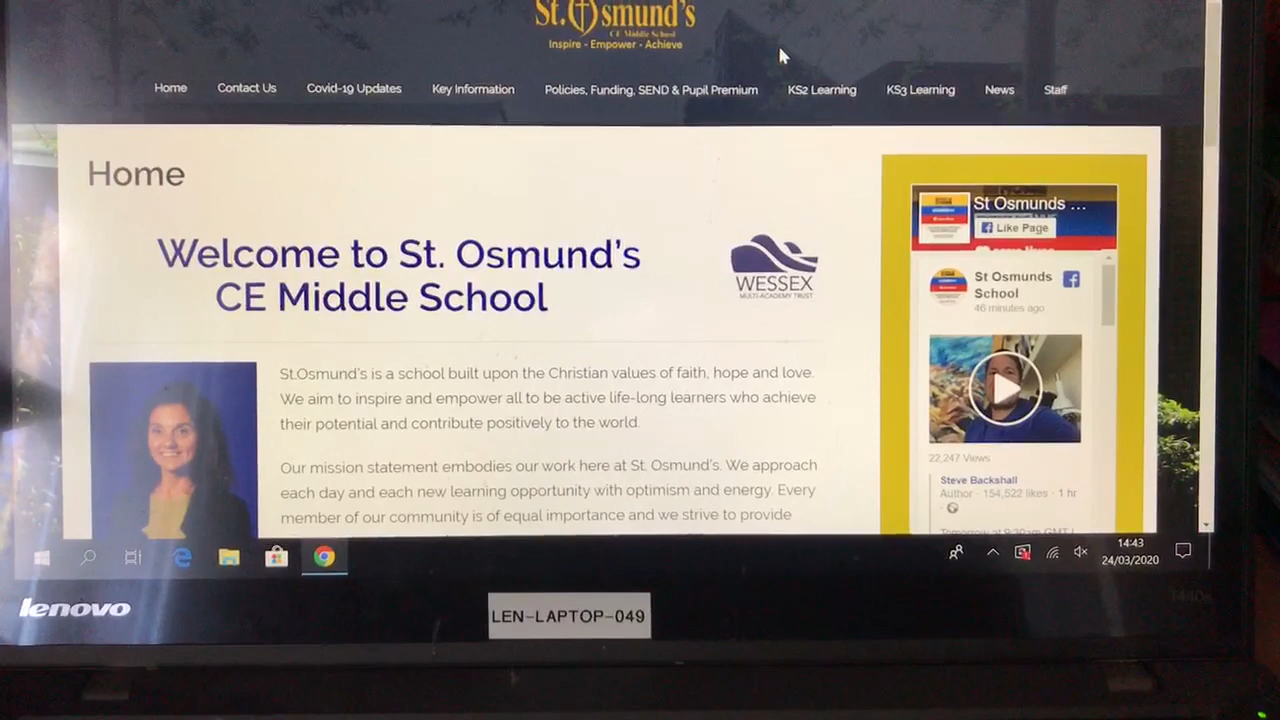 St. Osmund's
CE Middle School
Inspire - Empower - Achieve
Home Contact Us Covid-19 Updates Key Information Policies, Funding, SEND & Pupil Premium KS2 Learning KS3 Learning News Staff
Home
Welcome to St. Osmund's
CE Middle School
WESSEX
MULTI-ACADEMY TRUST
St.Osmund's is a school built upon the Christian values of faith, hope and love.
We aim to inspire and empower all to be active life-long learners who achieve
their potential and contribute positively to the world.
Our mission statement embodies our work here at St. Osmund's. We approach
each day and each new learning opportunity with optimism and energy. Every
member of our community is of equal importance and we strive to provide
St Osmunds ...
Like Page
St Osmunds
School
46 minutes ago
22,247 Views
Steve Backshall
Author · 154,522 likes · 1 hr
·
Tomorrow at 9:30am GMT I
14:43
24/03/2020
lenovo
LEN-LAPTOP-049